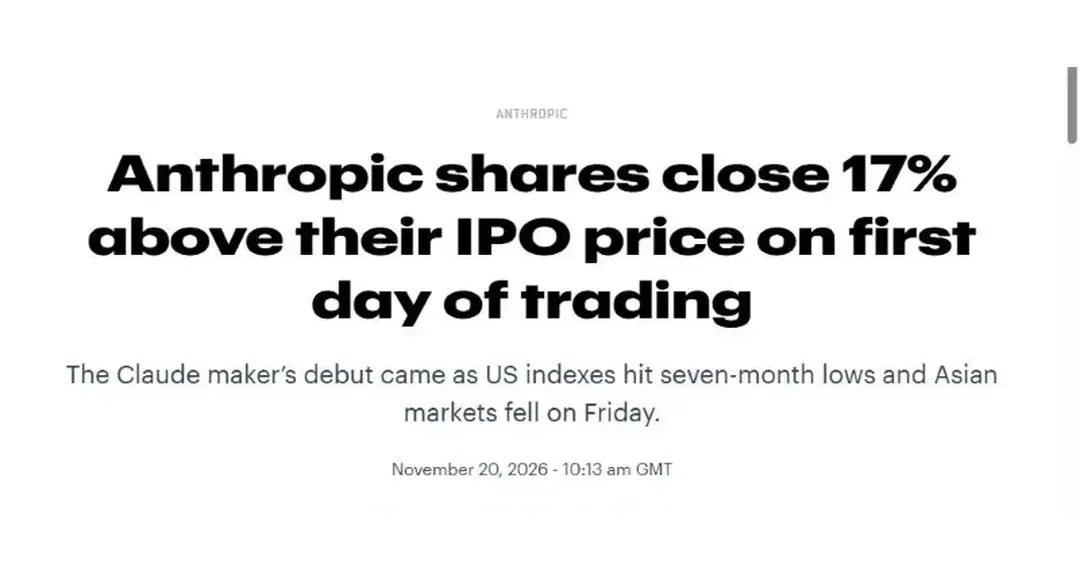 ANTHROPIC
Anthropic shares close 17%
above their IPO price on first
day of trading
The Claude maker’s debut came as US indexes hit seven-month lows and Asian
markets fell on Friday.
November 20, 2026 - 10:13 am GMT